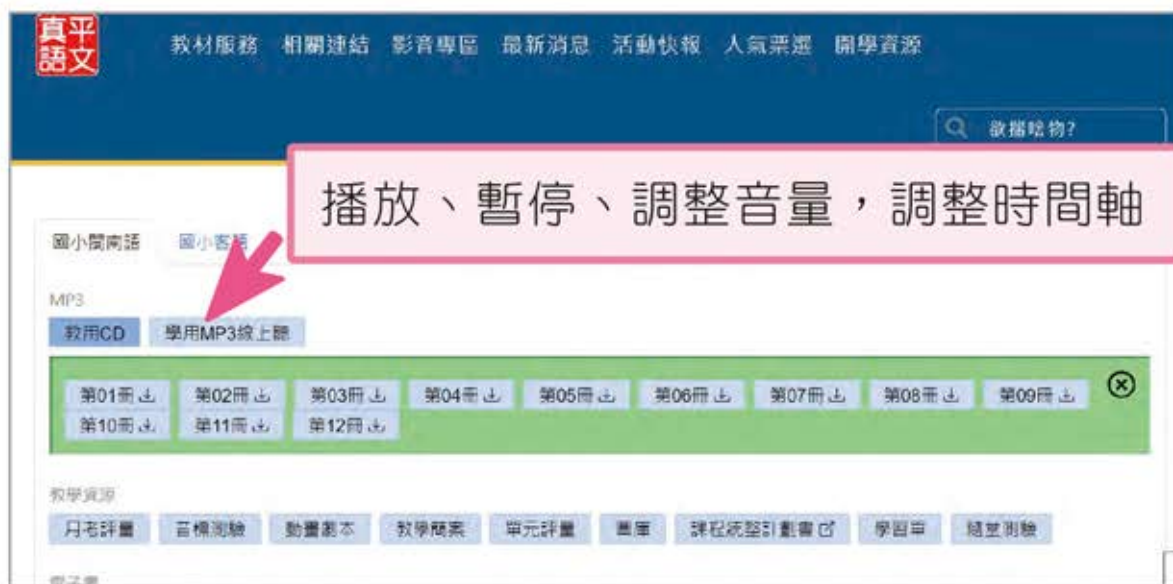 真平
語文
教材服務 相關連結 影音專區 最新消息 活動快報 人氣票選 開學資源
欲揣啥物?
播放、暫停、調整音量，調整時間軸
國小閩南語 國小客語
MP3
教用CD 學用MP3線上聽
第01冊 第02冊 第03冊 第04冊 第05冊 第06冊 第07冊 第08冊 第09冊
第10冊 第11冊 第12冊
教學資源
月考評量 音標測驗 動畫劇本 教學簡案 單元評量 圖庫 課程統整計劃書 學習單 隨堂測驗
電子書